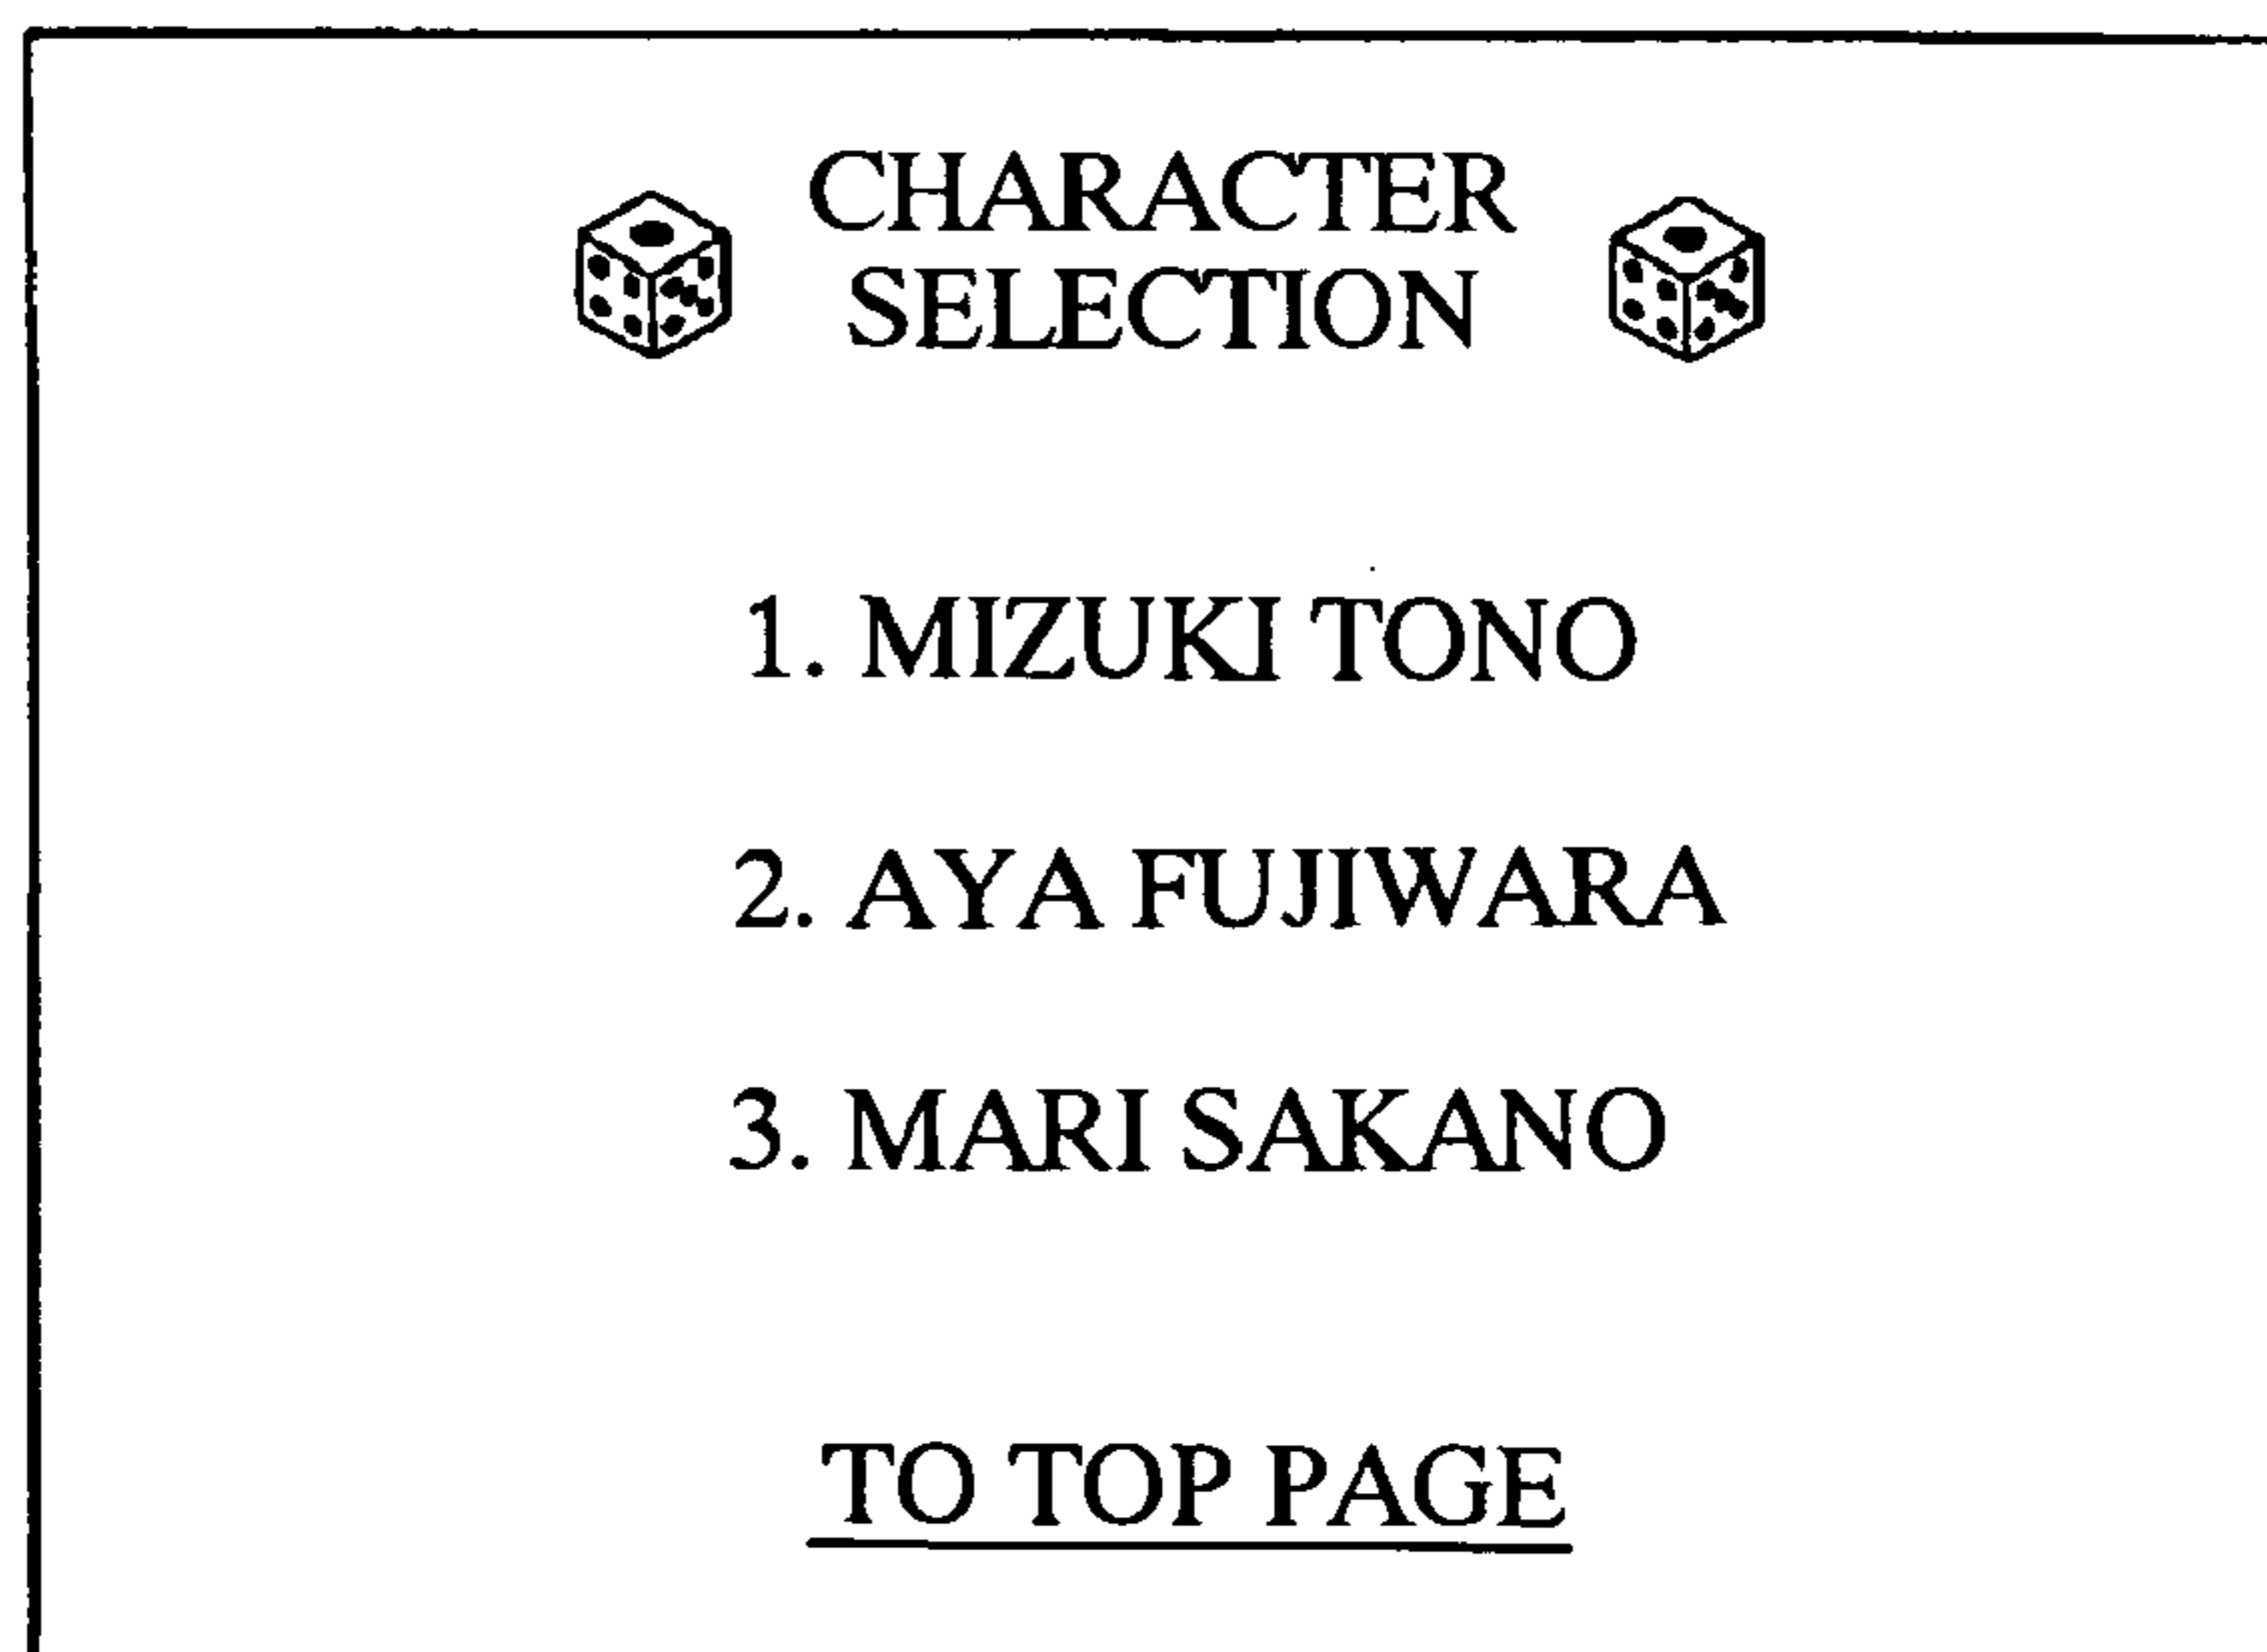 CHARACTER
SELECTION
1. MIZUKI TONO
2. AYA FUJIWARA
3. MARI SAKANO
TO TOP PAGE